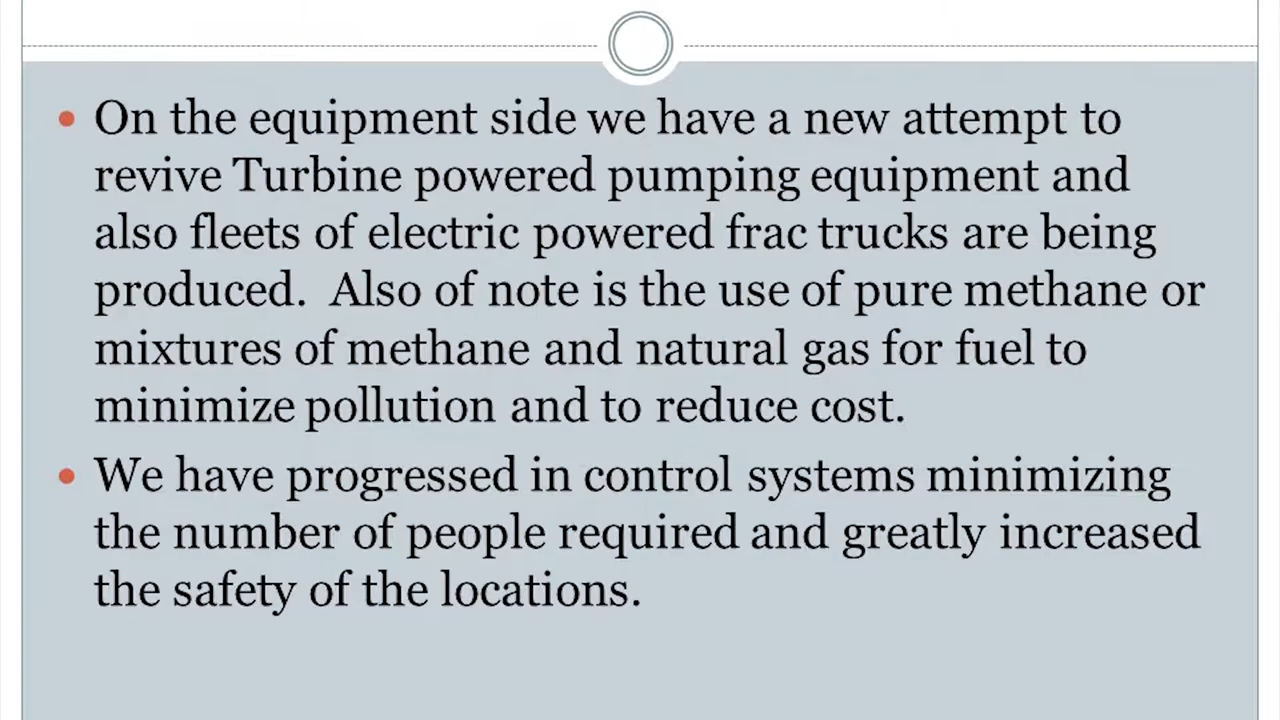 On the equipment side we have a new attempt to
revive Turbine powered pumping equipment and
also fleets of electric powered frac trucks are being
produced.  Also of note is the use of pure methane or
mixtures of methane and natural gas for fuel to
minimize pollution and to reduce cost.
We have progressed in control systems minimizing
the number of people required and greatly increased
the safety of the locations.